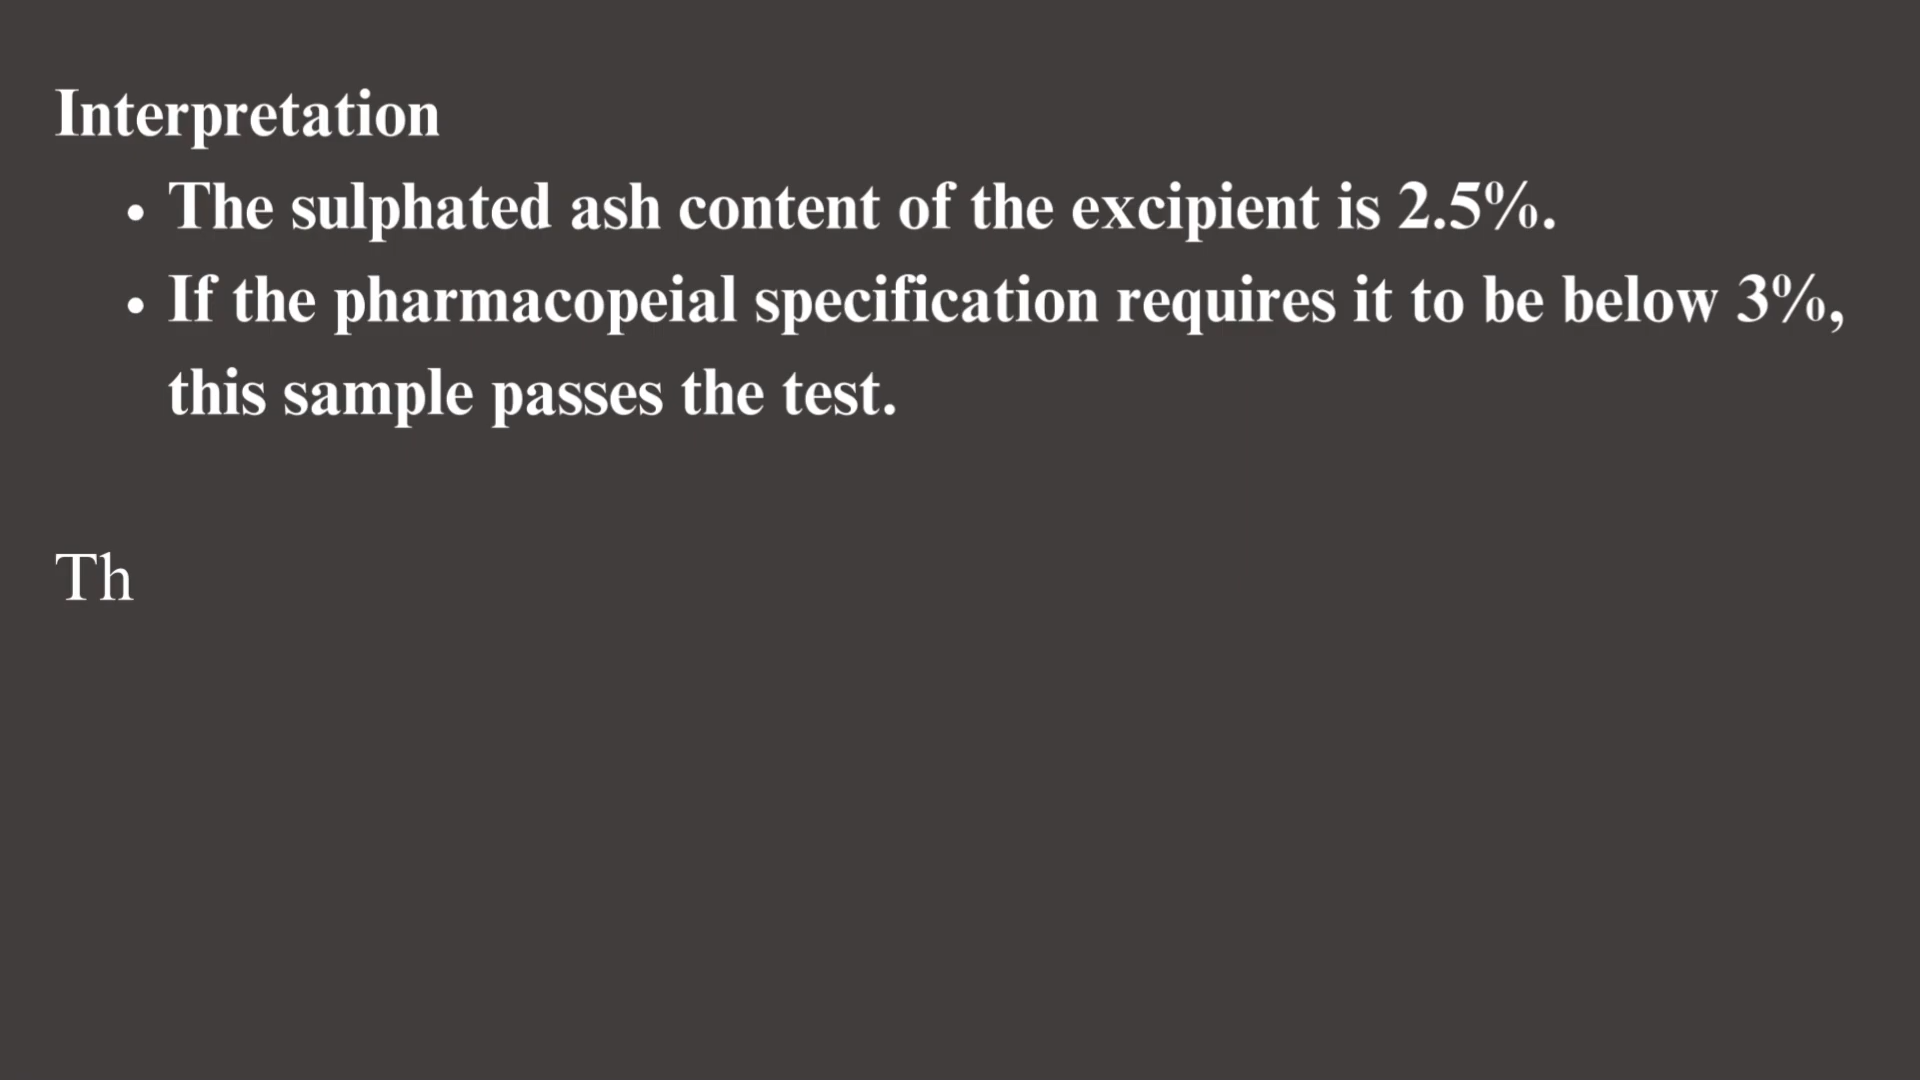 Interpretation
• The sulphated ash content of the excipient is 2.5%.
• If the pharmacopeial specification requires it to be below 3%,
this sample passes the test.
Th